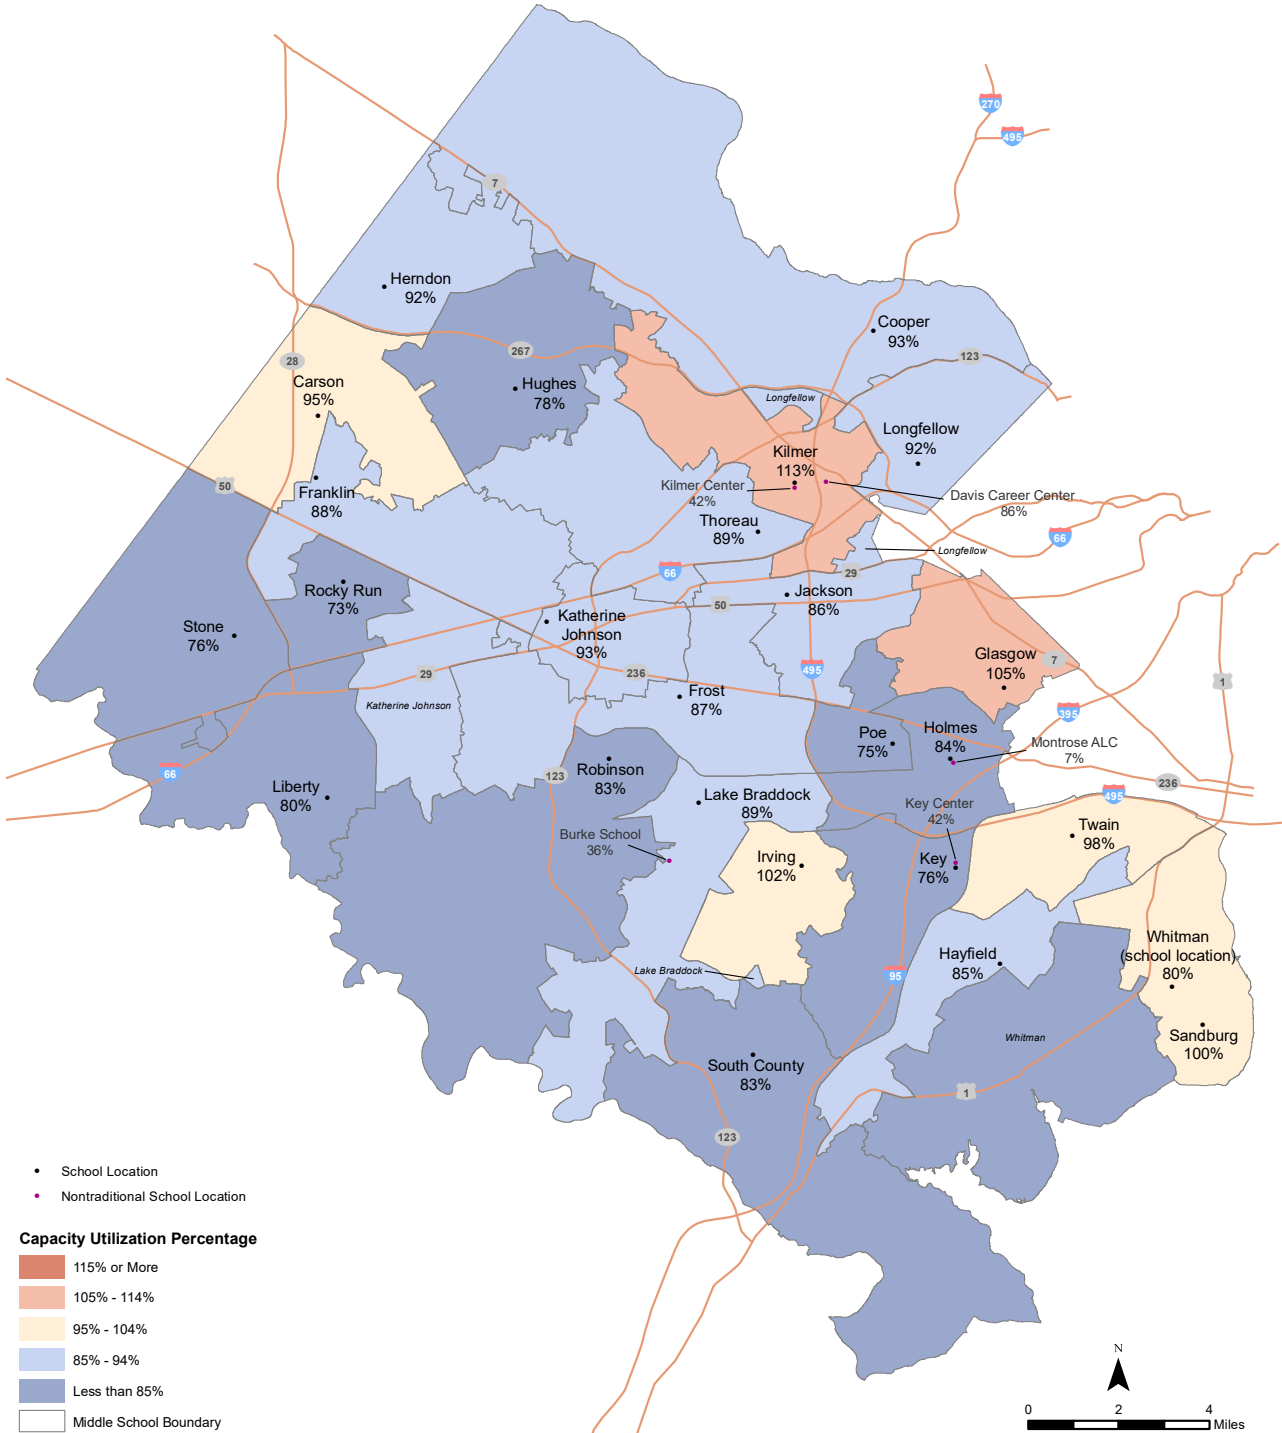 270
495
7
Herndon
92%
Cooper
93%
267
123
28
Carson
95%
Hughes
78%
Longfellow
Longfellow
92%
Kilmer
113%
50
Franklin
88%
Kilmer Center
42%
Davis Career Center
86%
Thoreau
89%
66
Longfellow
66
29
Rocky Run
73%
Jackson
86%
50
Katherine
Johnson
93%
Stone
76%
Glasgow
105%
7
29
236
495
1
Frost
87%
Katherine Johnson
395
Poe
75%
Holmes
84%
Montrose ALC
7%
66
123
Robinson
83%
236
Liberty
80%
Lake Braddock
89%
495
Key Center
42%
Burke School
36%
Twain
98%
Irving
102%
Key
76%
Whitman
(school location)
80%
Hayfield
85%
Lake Braddock
95
Whitman
Sandburg
100%
South County
83%
1
123
School Location
Nontraditional School Location
Capacity Utilization Percentage
115% or More
105% - 114%
95% - 104%
85% - 94%
Less than 85%
Middle School Boundary
N
0 2 4
Miles